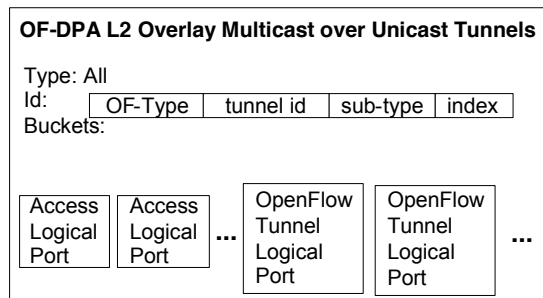 OF-DPA L2 Overlay Multicast over Unicast Tunnels
Type: All
Id: OF-Type tunnel id sub-type index
Buckets:
Access
Logical
Port
Access
Logical
Port
...
OpenFlow
Tunnel
Logical
Port
OpenFlow
Tunnel
Logical
Port
...